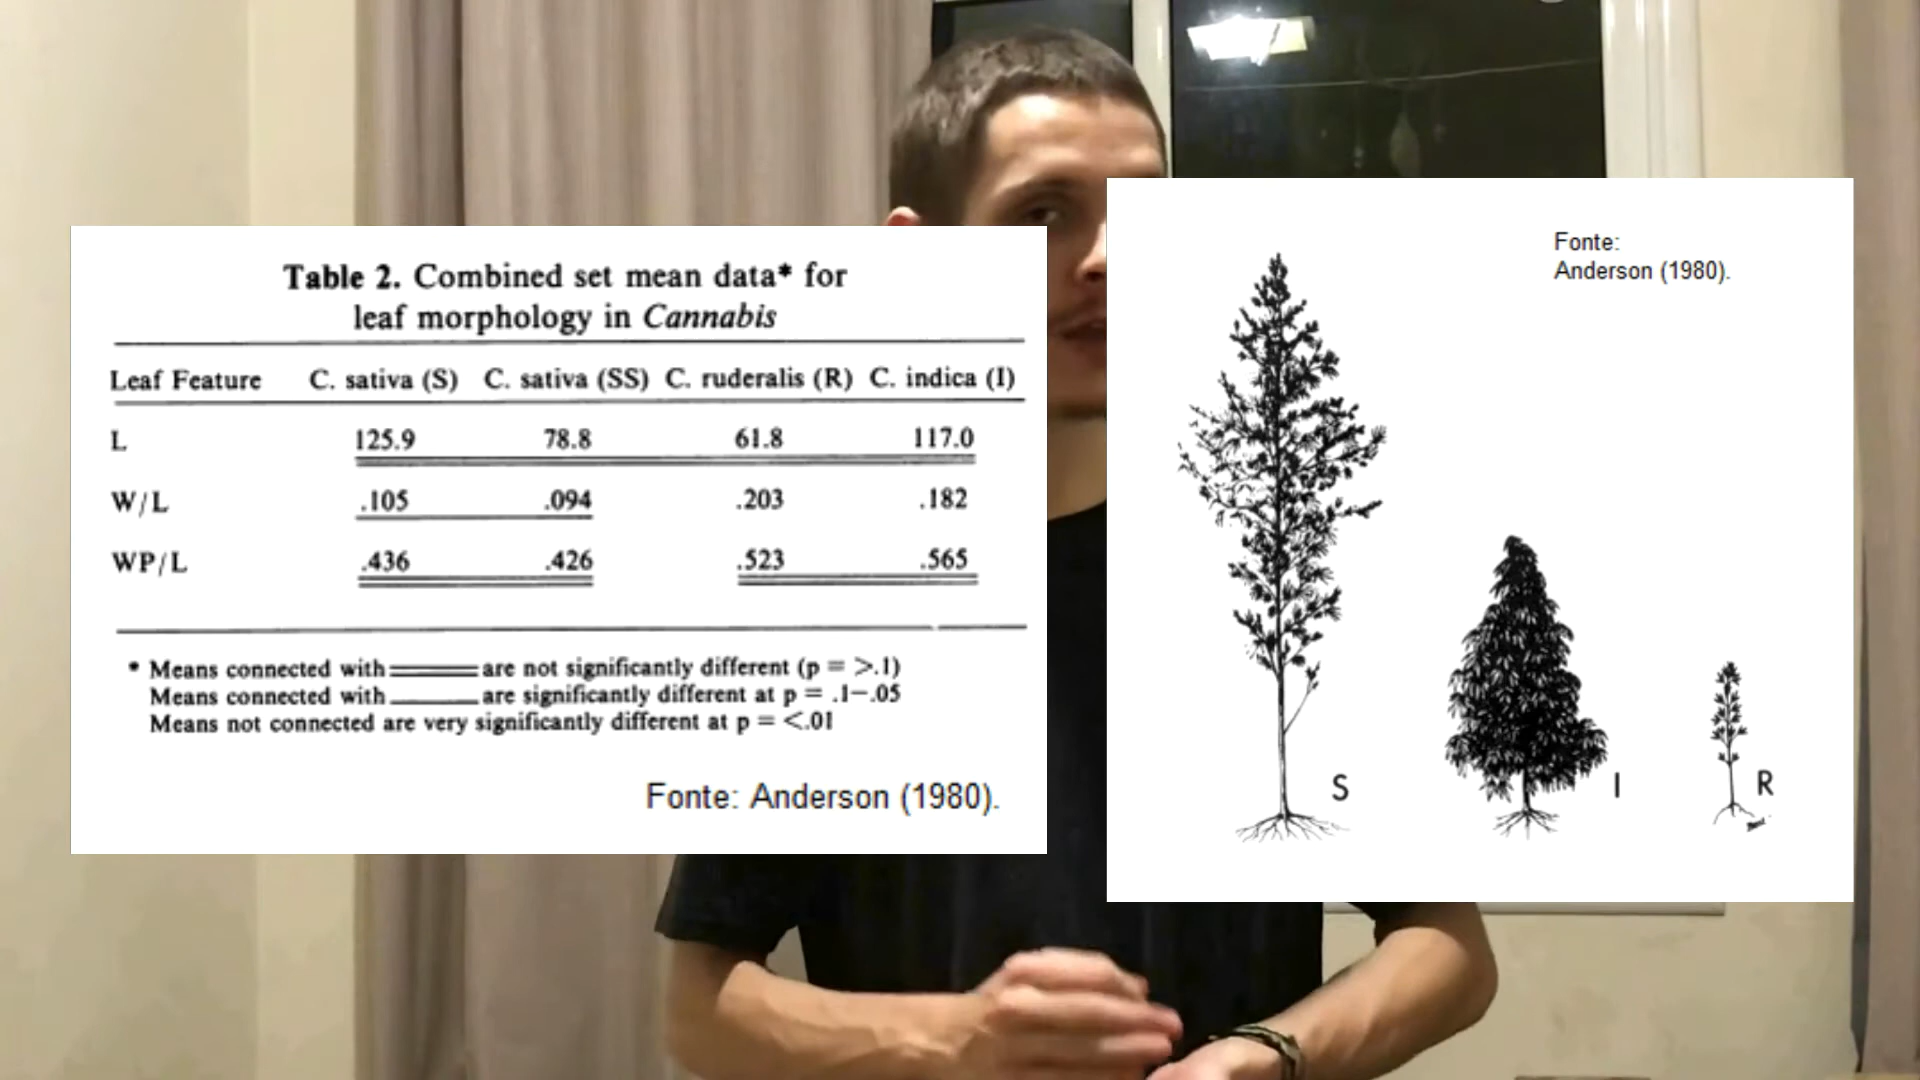 Table 2. Combined set mean data* for
leaf morphology in Cannabis
Leaf Feature C. sativa (S) C. sativa (SS) C. ruderalis (R) C. indica (I)
L 125.9 78.8 61.8 117.0
W/L .105 .094 .203 .182
WP/L .436 .426 .523 .565
* Means connected with are not significantly different (p = >.1)
Means connected with are significantly different at p = .1-.05
Means not connected are very significantly different at p = <.01
Fonte: Anderson (1980).
Fonte:
Anderson (1980).
S
I
R